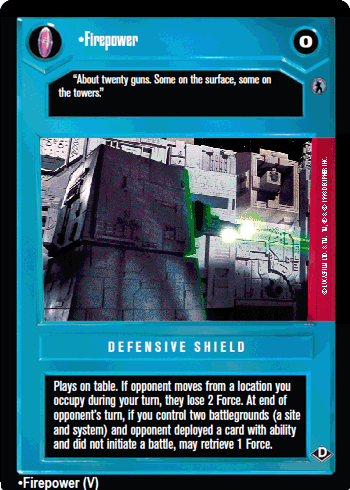 •Firepower
0
“About twenty guns. Some on the surface, some on
the towers.”
DEFENSIVE SHIELD
Plays on table. If opponent moves from a location you
occupy during your turn, they lose 2 Force. At end of
opponent's turn, if you control two battlegrounds (a site
and system) and opponent deployed a card with ability
and did not initiate a battle, may retrieve 1 Force.
D
•Firepower (V)